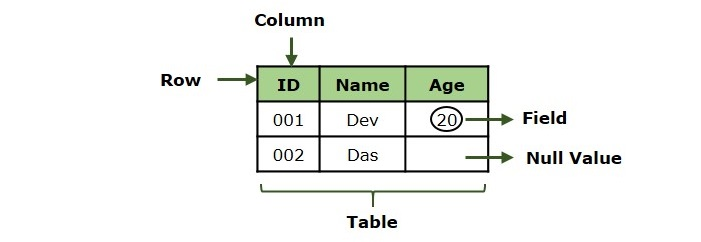 Column
Row
ID Name Age
001 Dev 20
Field
002 Das
Null Value
Table